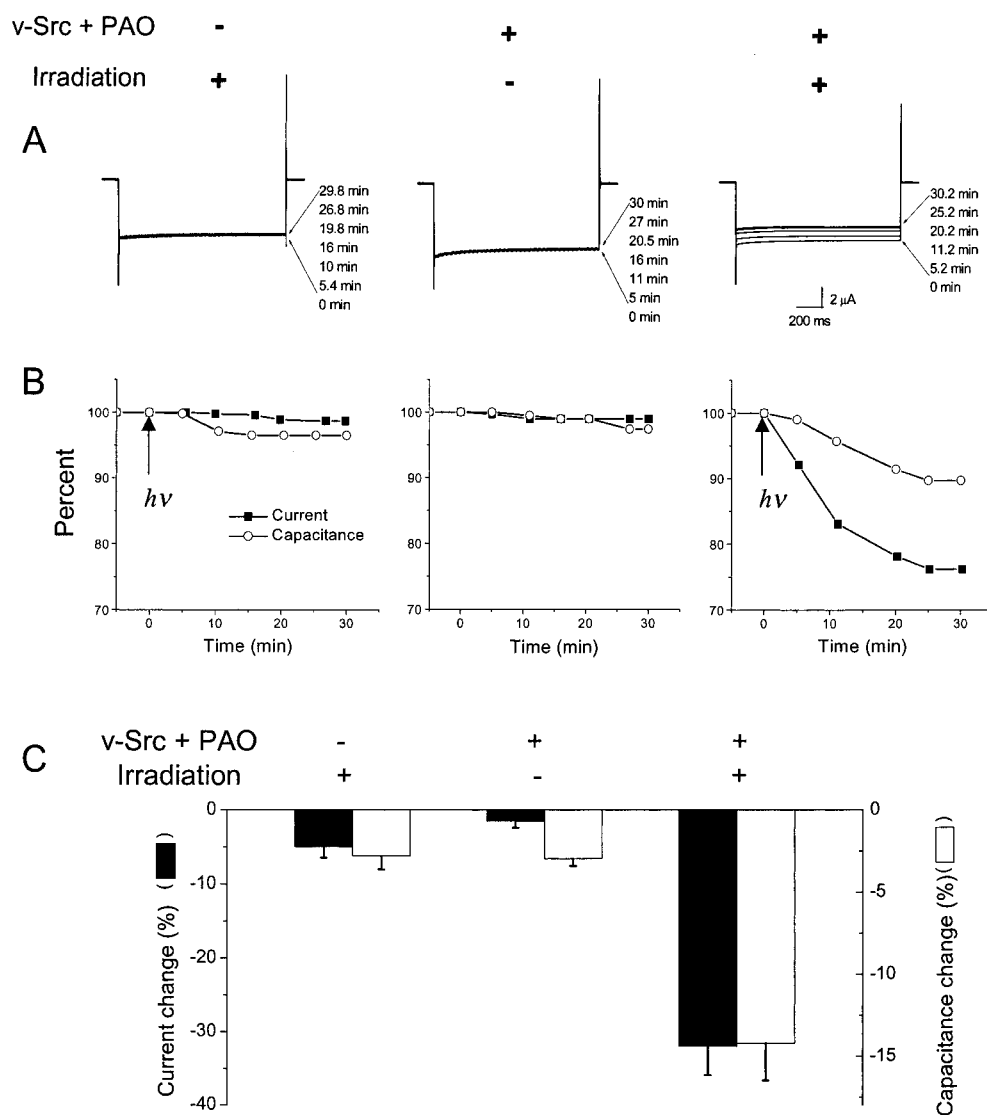 v-Src + PAO - + +
Irradiation + - +
A
29.8 min
26.8 min
19.8 min
16 min
10 min
5.4 min
0 min
30 min
27 min
20.5 min
16 min
11 min
5 min
0 min
30.2 min
25.2 min
20.2 min
11.2 min
5.2 min
0 min
2 μA
200 ms
B
Percent
100
90
80
70
hν
Current
Capacitance
0 10 20 30
Time (min)
100
90
80
70
0 10 20 30
Time (min)
100
90
80
70
hν
0 10 20 30
Time (min)
C
v-Src + PAO - + +
Irradiation + - +
Current change (%) ( )
0
-10
-20
-30
-40
0
-5
-10
-15
Capacitance change (%) ( )